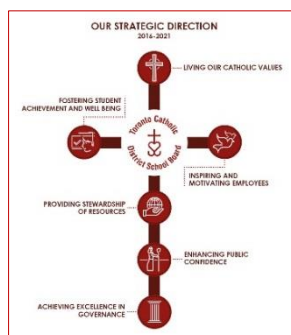 OUR STRATEGIC DIRECTION
2016-2021
LIVING OUR CATHOLIC VALUES
FOSTERING STUDENT
ACHIEVEMENT AND WELL BEING
Toronto Catholic
District School Board
INSPIRING AND
MOTIVATING EMPLOYEES
PROVIDING STEWARDSHIP
OF RESOURCES
ENHANCING PUBLIC
CONFIDENCE
ACHIEVING EXCELLENCE IN
GOVERNANCE